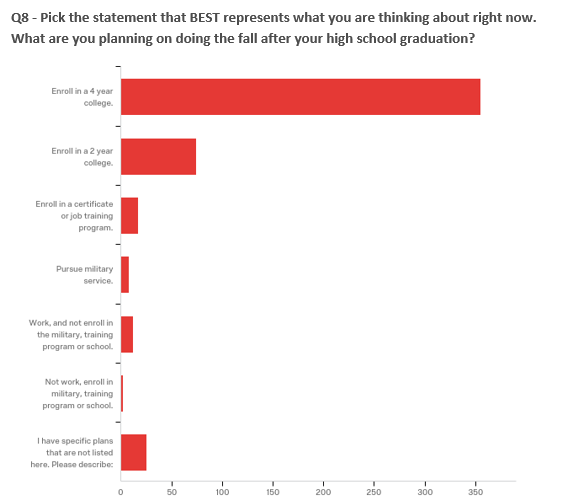 Q8 - Pick the statement that BEST represents what you are thinking about right now.
What are you planning on doing the fall after your high school graduation?
Enroll in a 4 year
college.
Enroll in a 2 year
college.
Enroll in a certificate
or job training
program.
Pursue military
service.
Work, and not enroll in
the military, training
program or school.
Not work, enroll in
military, training
program or school.
I have specific plans
that are not listed
here. Please describe:
0 50 100 150 200 250 300 350